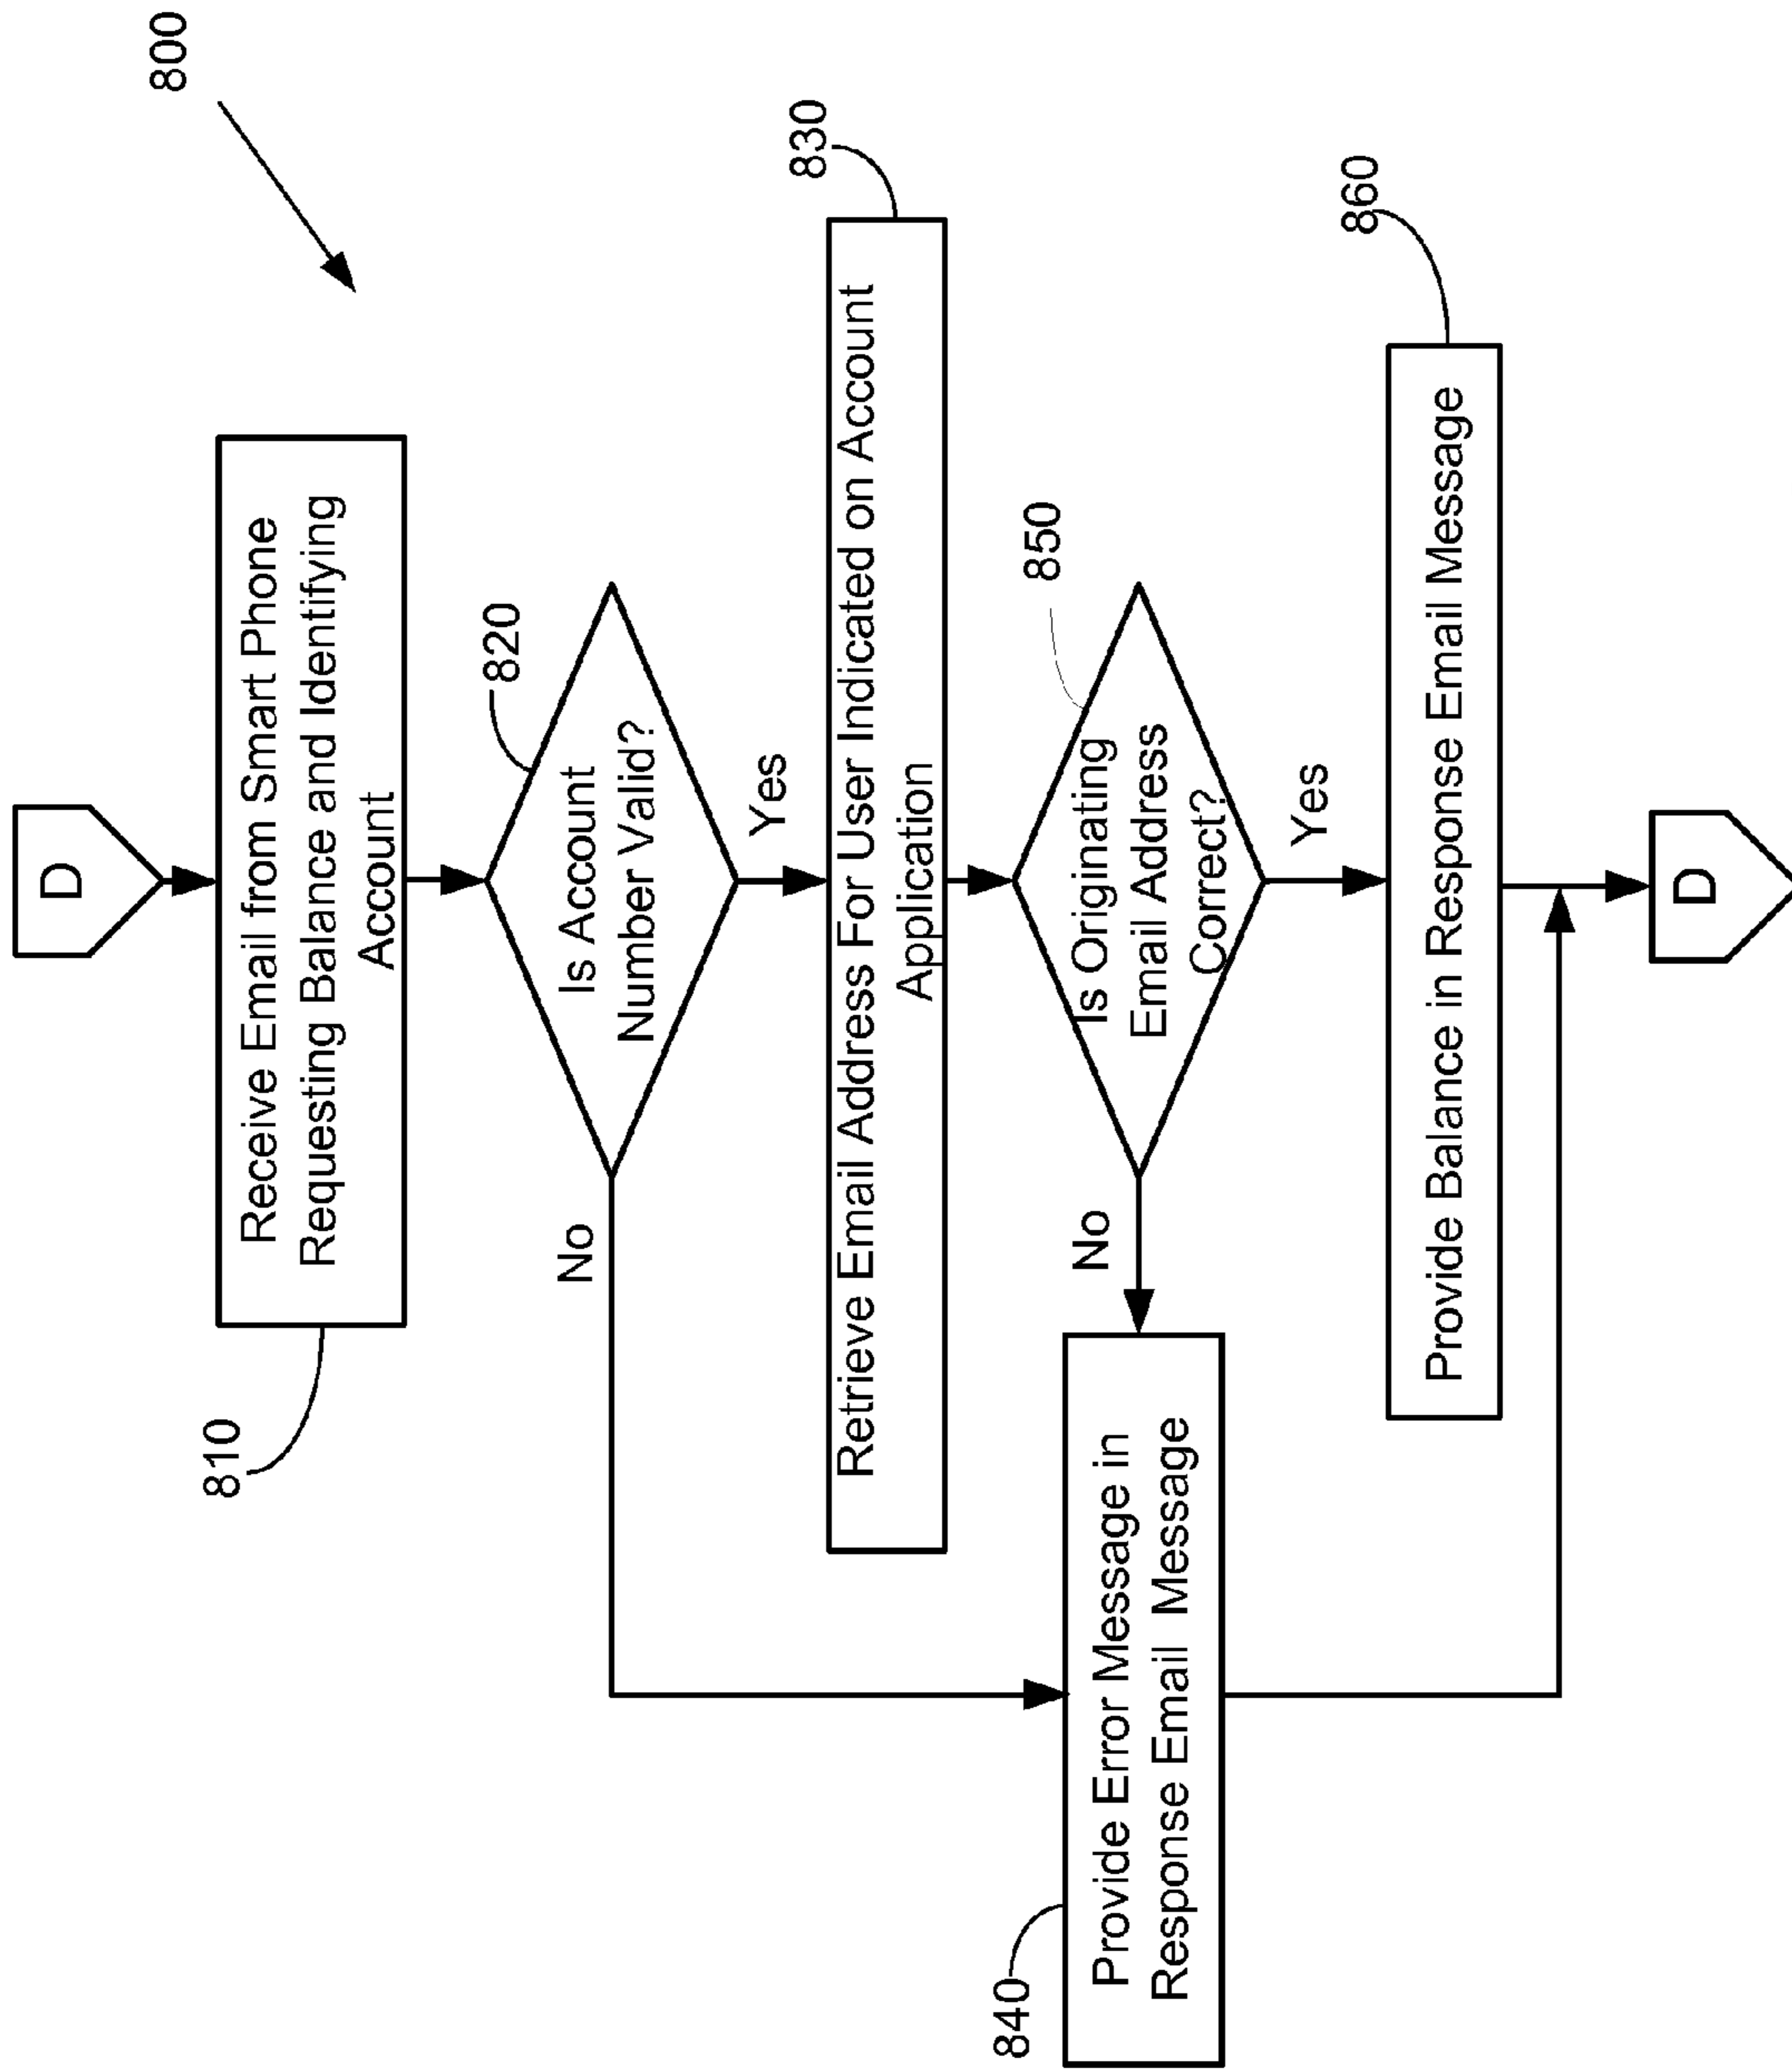 800
D
810
Receive Email from Smart Phone
Requesting Balance and Identifying
Account
820
Is Account
Number Valid?
No
Yes
830
Retrieve Email Address For User Indicated on Account
Application
840
Provide Error Message in
Response Email Message
No
850
Is Originating
Email Address
Correct?
Yes
860
Provide Balance in Response Email Message
D